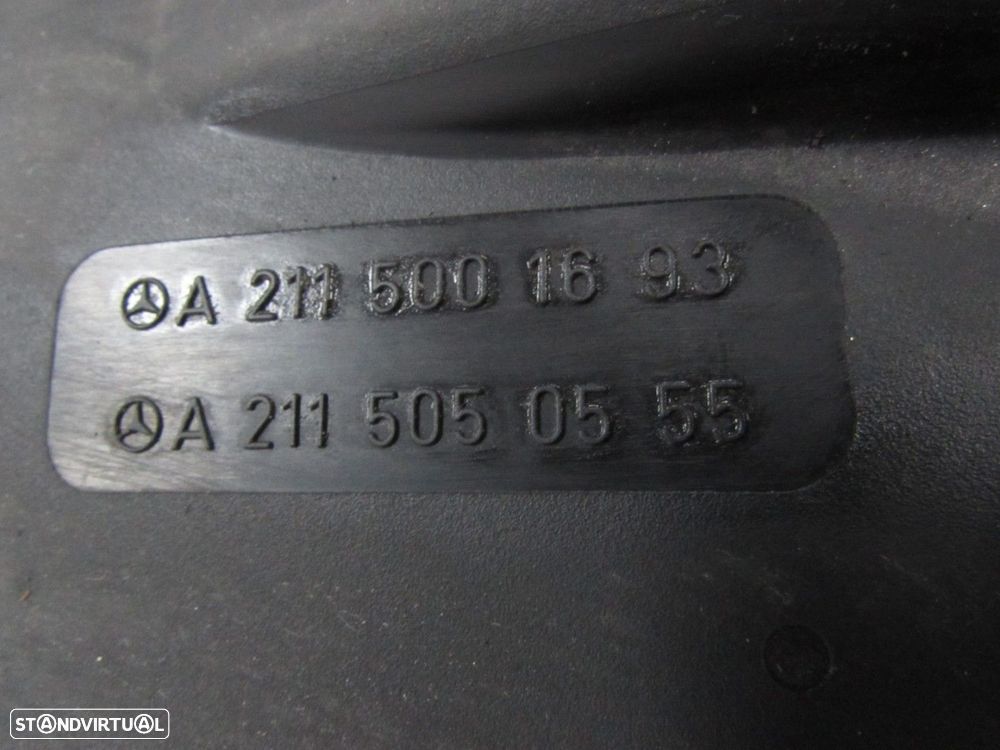 A 211 500 16 93
A 211 505 05 55
STANDVIRTUAL